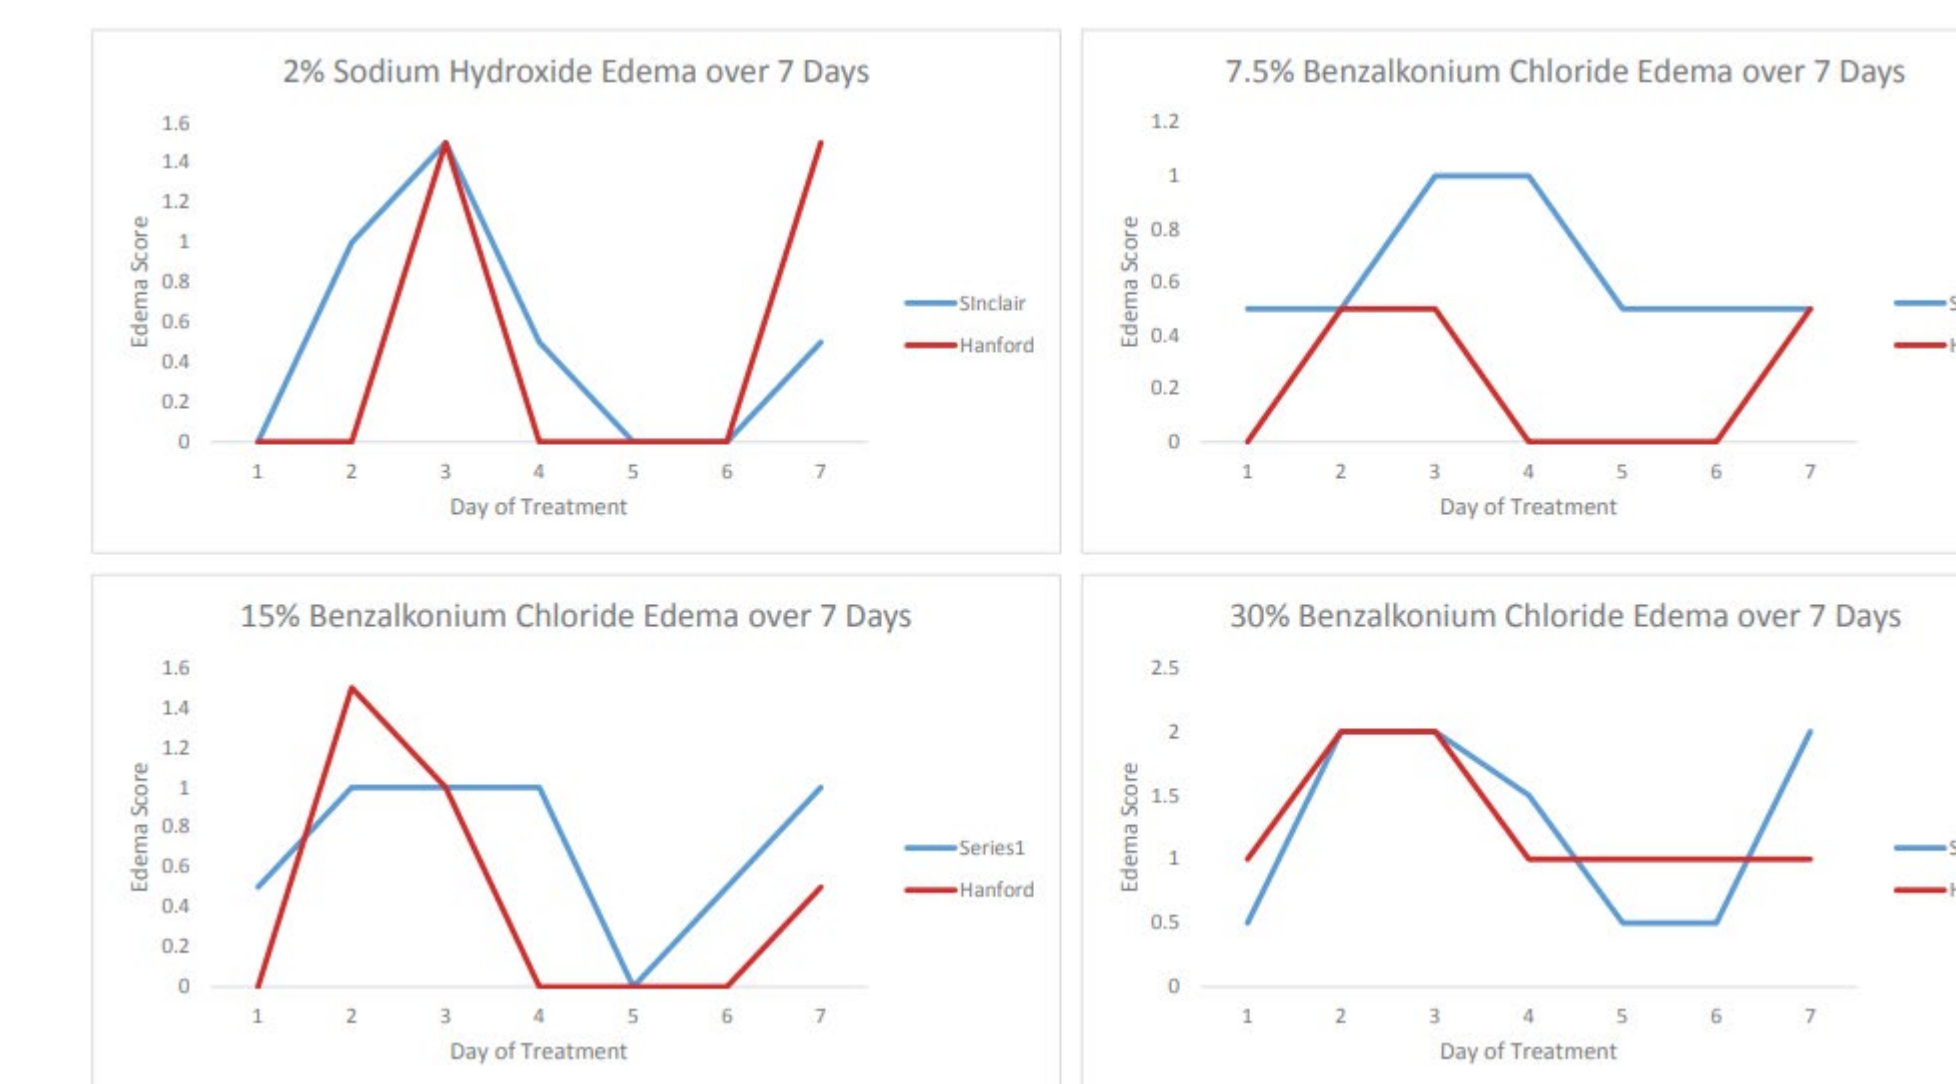 2% Sodium Hydroxide Edema over 7 Days
1.6
1.4
1.2
1
0.8
0.6
0.4
0.2
0
Edema Score
1 2 3 4 5 6 7
Day of Treatment
SInclair
Hanford
7.5% Benzalkonium Chloride Edema over 7 Days
1.2
1
0.8
0.6
0.4
0.2
0
Edema Score
1 2 3 4 5 6 7
Day of Treatment
15% Benzalkonium Chloride Edema over 7 Days
1.6
1.4
1.2
1
0.8
0.6
0.4
0.2
0
Edema Score
1 2 3 4 5 6 7
Day of Treatment
Series1
Hanford
30% Benzalkonium Chloride Edema over 7 Days
2.5
2
1.5
1
0.5
0
Edema Score
1 2 3 4 5 6 7
Day of Treatment